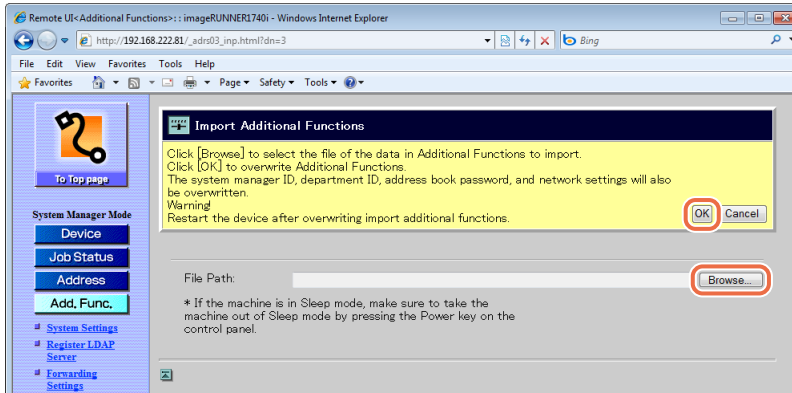 Remote UI<Additional Functions>: : imageRUNNER1740i - Windows Internet Explorer
http://192.168.222.81/_adrs03_inp.html?dn=3
Bing
File Edit View Favorites Tools Help
Favorites Page Safety Tools
To Top page
System Manager Mode
Device
Job Status
Address
Add. Func.
System Settings
Register LDAP
Server
Forwarding
Settings
Import Additional Functions
Click [Browse] to select the file of the data in Additional Functions to import.
Click [OK] to overwrite Additional Functions.
The system manager ID, department ID, address book password, and network settings will also
be overwritten.
Warning!
Restart the device after overwriting import additional functions.
OK Cancel
File Path: Browse...
* If the machine is in Sleep mode, make sure to take the
machine out of Sleep mode by pressing the Power key on the
control panel.